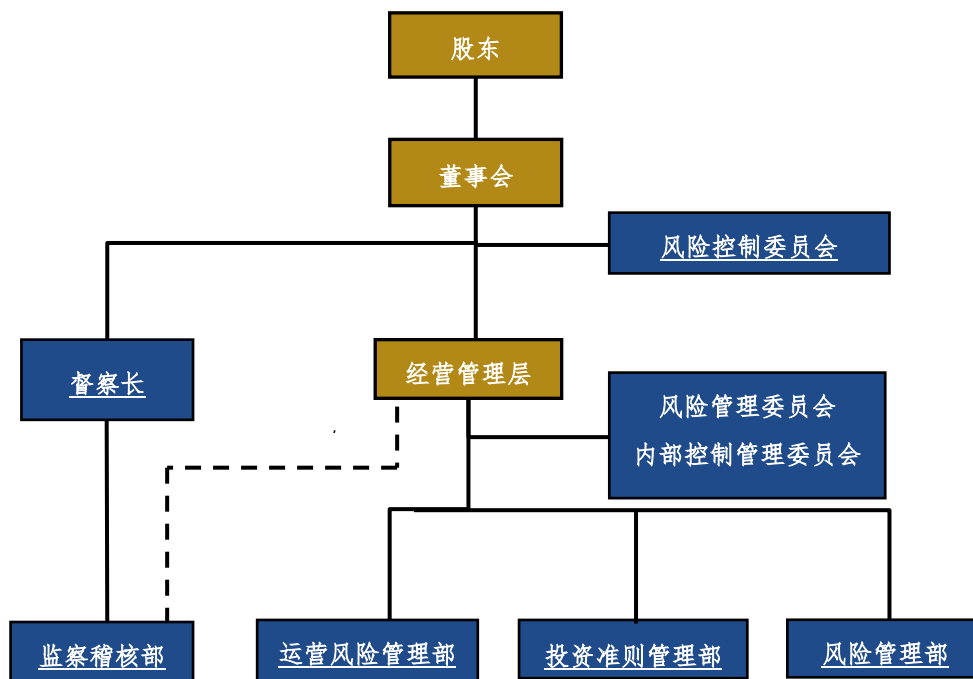 股东
董事会
风险控制委员会
督察长
经营管理层
风险管理委员会
内部控制管理委员会
监察稽核部
运营风险管理部
投资准则管理部
风险管理部